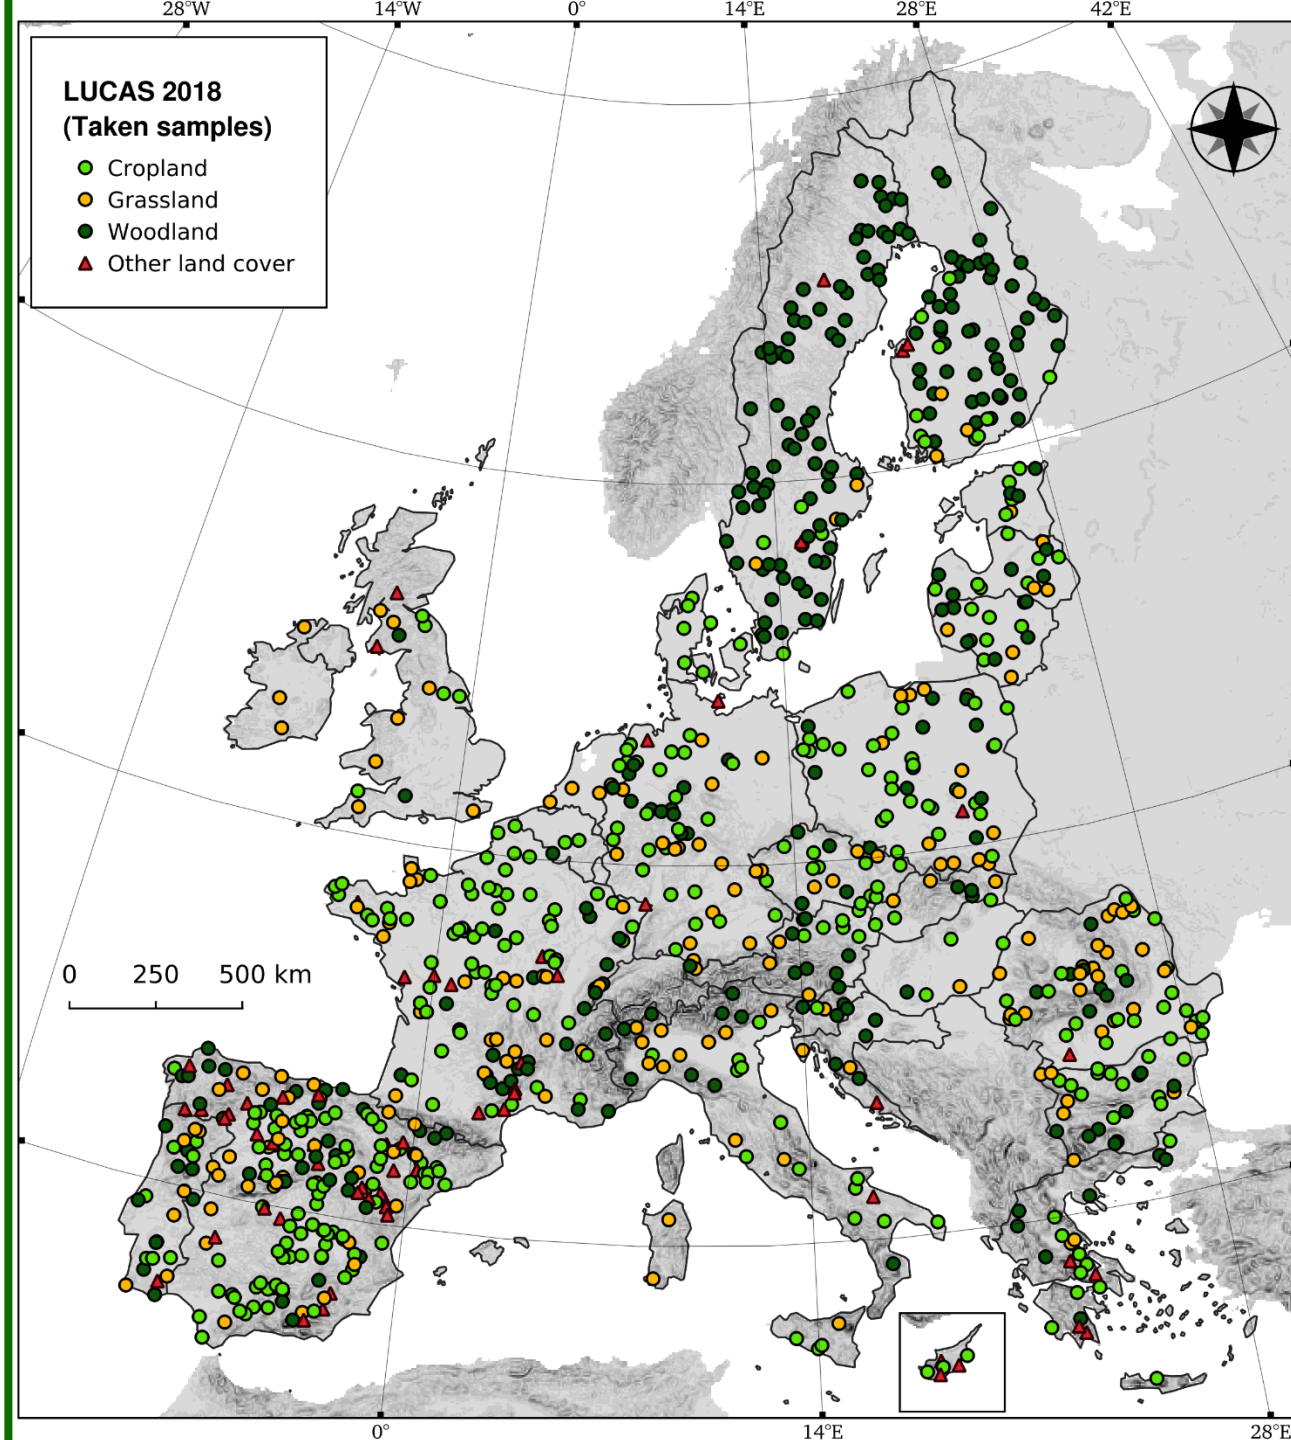 28°W 14°W 0° 14°E 28°E 42°E
LUCAS 2018
(Taken samples)
Cropland
Grassland
Woodland
Other land cover
0 250 500 km
0° 14°E 28°E